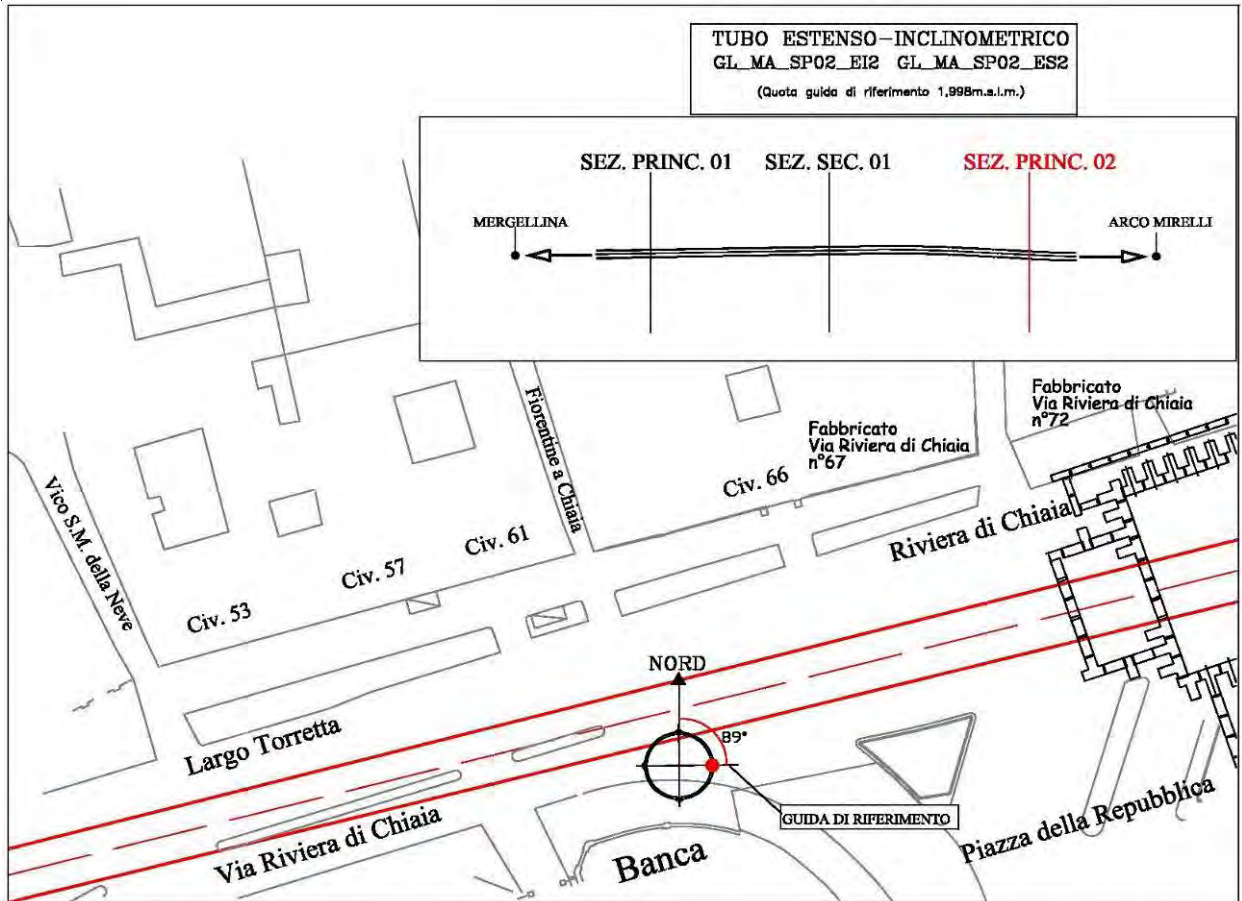 TUBO ESTENSO-INCLINOMETRICO
GL_MA_SP02_EI2 GL_MA_SP02_ES2
(Quota guida di riferimento 1,998m.s.l.m.)
SEZ. PRINC. 01
SEZ. SEC. 01
SEZ. PRINC. 02
MERGELLINA
ARCO MIRELLI
Fabbricato
Via Riviera di Chiaia
n°72
Fabbricato
Via Riviera di Chiaia
n°67
Fiorentine a Chiaia
Vico S.M. della Neve
Civ. 66
Civ. 61
Civ. 57
Civ. 53
Riviera di Chiaia
NORD
89°
Largo Torretta
GUIDA DI RIFERIMENTO
Via Riviera di Chiaia
Banca
Piazza della Repubblica